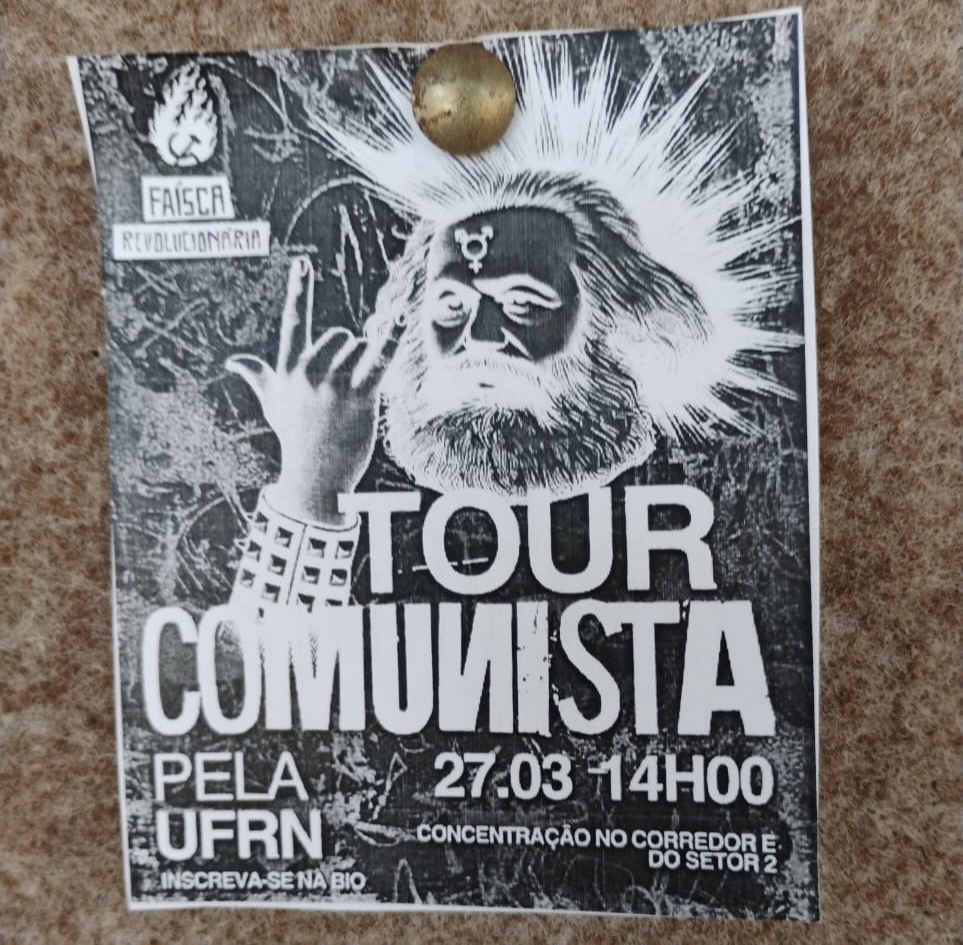 FAÍSCA
REVOLUCIONÁRIA
TOUR
COMUNISTA
PELA
UFRN
27.03 14H00
CONCENTRAÇÃO NO CORREDOR E
DO SETOR 2
INSCREVA-SE NA BIO